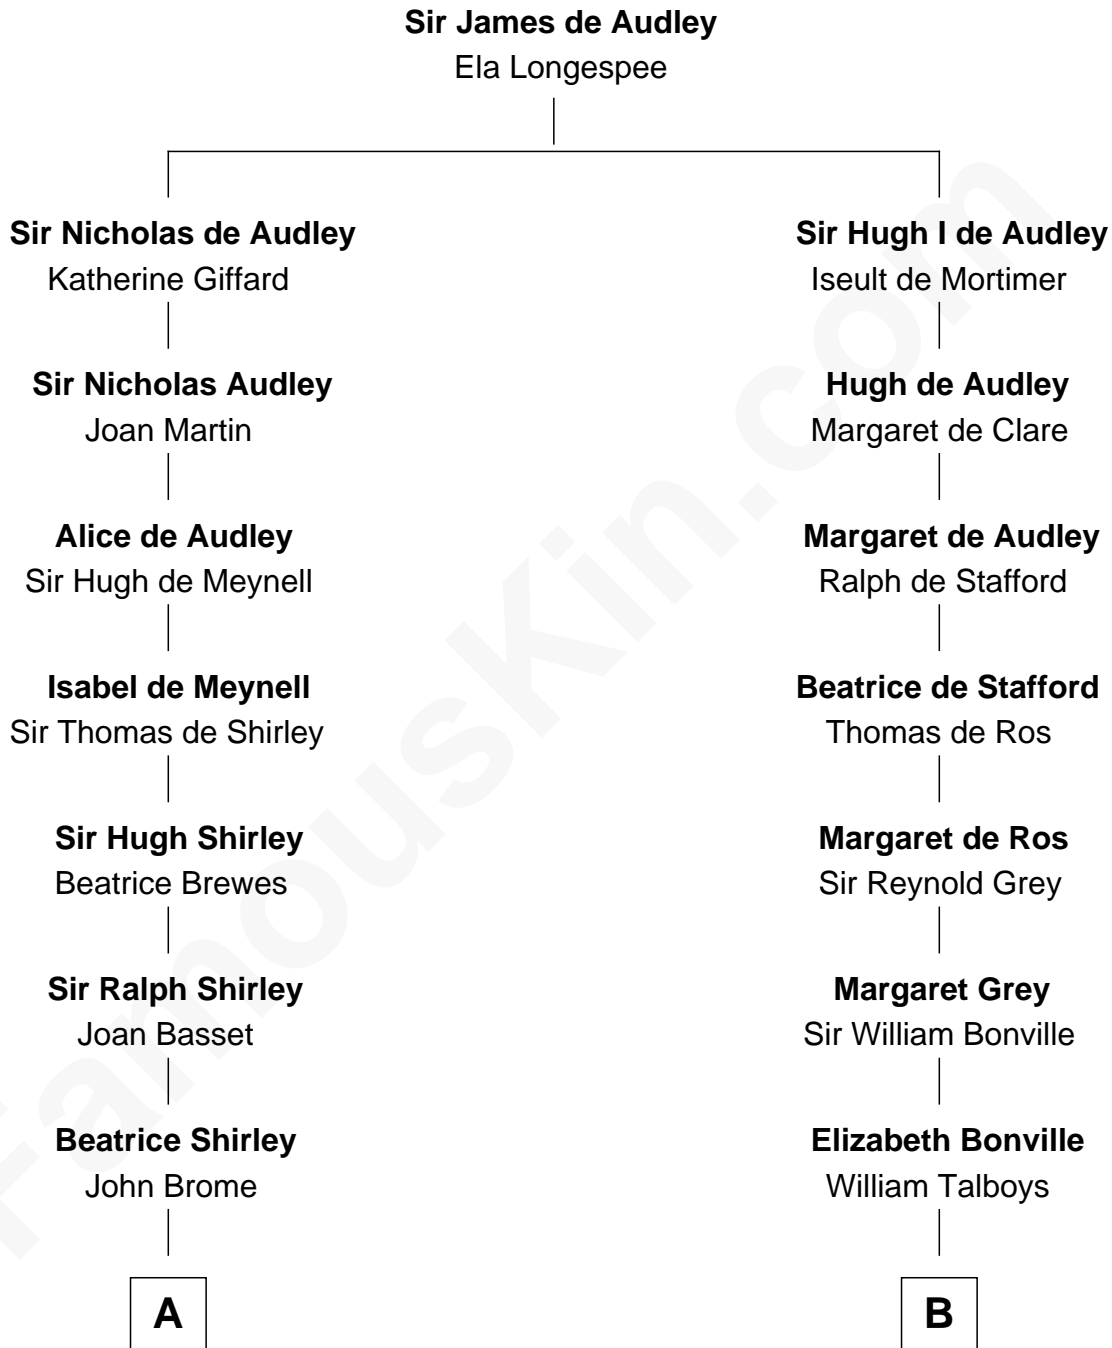 Sir James de Audley
Ela Longespee
Sir Nicholas de Audley
Katherine Giffard
Sir Hugh I de Audley
Iseult de Mortimer
Sir Nicholas Audley
Joan Martin
Hugh de Audley
Margaret de Clare
Alice de Audley
Sir Hugh de Meynell
Margaret de Audley
Ralph de Stafford
Isabel de Meynell
Sir Thomas de Shirley
Beatrice de Stafford
Thomas de Ros
Sir Hugh Shirley
Beatrice Brewes
Margaret de Ros
Sir Reynold Grey
Sir Ralph Shirley
Joan Basset
Margaret Grey
Sir William Bonville
Beatrice Shirley
John Brome
Elizabeth Bonville
William Talboys
A
B
FamousKin.com